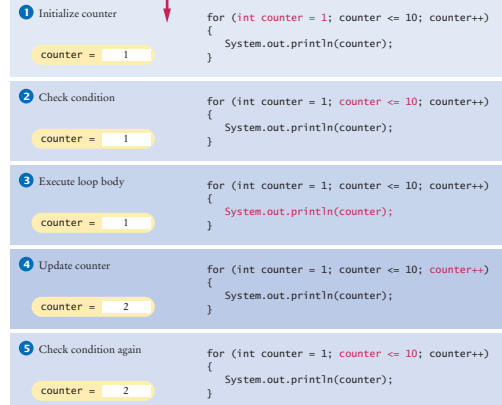 1 Initialize counter
for (int counter = 1; counter <= 10; counter++)
{
System.out.println(counter);
}
counter = 1
2 Check condition
for (int counter = 1; counter <= 10; counter++)
{
System.out.println(counter);
}
counter = 1
3 Execute loop body
for (int counter = 1; counter <= 10; counter++)
{
System.out.println(counter);
}
counter = 1
4 Update counter
for (int counter = 1; counter <= 10; counter++)
{
System.out.println(counter);
}
counter = 2
5 Check condition again
for (int counter = 1; counter <= 10; counter++)
{
System.out.println(counter);
}
counter = 2